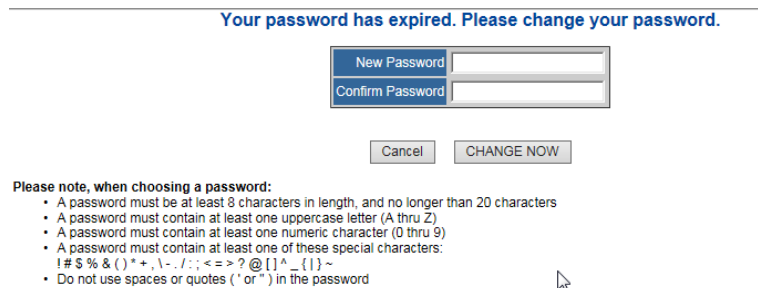 Your password has expired. Please change your password.
New Password
Confirm Password
Cancel CHANGE NOW
Please note, when choosing a password:
• A password must be at least 8 characters in length, and no longer than 20 characters
• A password must contain at least one uppercase letter (A thru Z)
• A password must contain at least one numeric character (0 thru 9)
• A password must contain at least one of these special characters:
! # $ % & ( ) * + , \ - . / : ; < = > ? @ [ ] ^ _ { | } ~
• Do not use spaces or quotes ( ' or " ) in the password